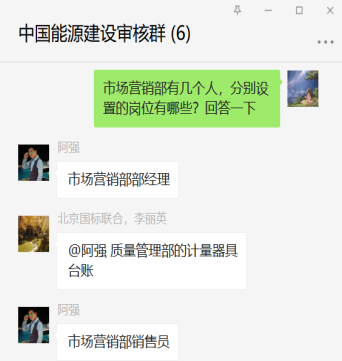 中国能源建设审核群 (6)
市场营销部有几个人，分别设
置的岗位有哪些？回答一下
阿强
市场营销部部经理
北京国标联合，李丽英
@阿强 质量管理部的计量器具
台账
阿强
市场营销部销售员